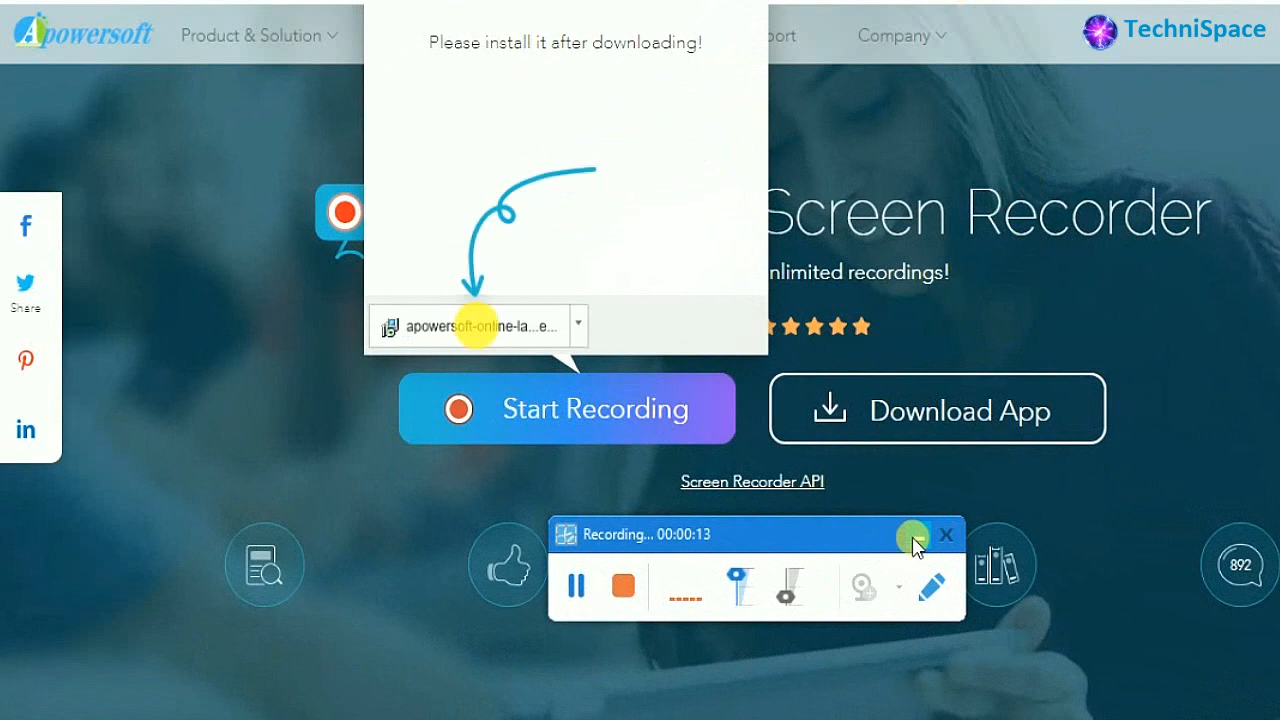 Apowersoft
Product & Solution
Please install it after downloading!
port
Company
TechniSpace
Screen Recorder
nlimited recordings!
Share
apowersoft-online-la...e...
Start Recording
Download App
Screen Recorder API
Recording... 00:00:13
892